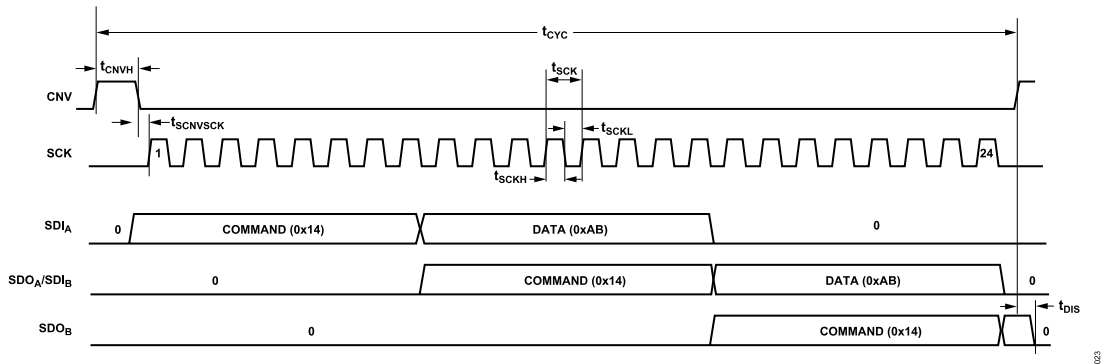 tCYC
tCNVH
tSCK
CNV
tSCNVSCK
tSCKL
SCK
1
24
tSCKH
SDIA
0
COMMAND (0x14)
DATA (0xAB)
0
SDOA/SDIB
0
COMMAND (0x14)
DATA (0xAB)
0
tDIS
SDOB
0
COMMAND (0x14)
0
023